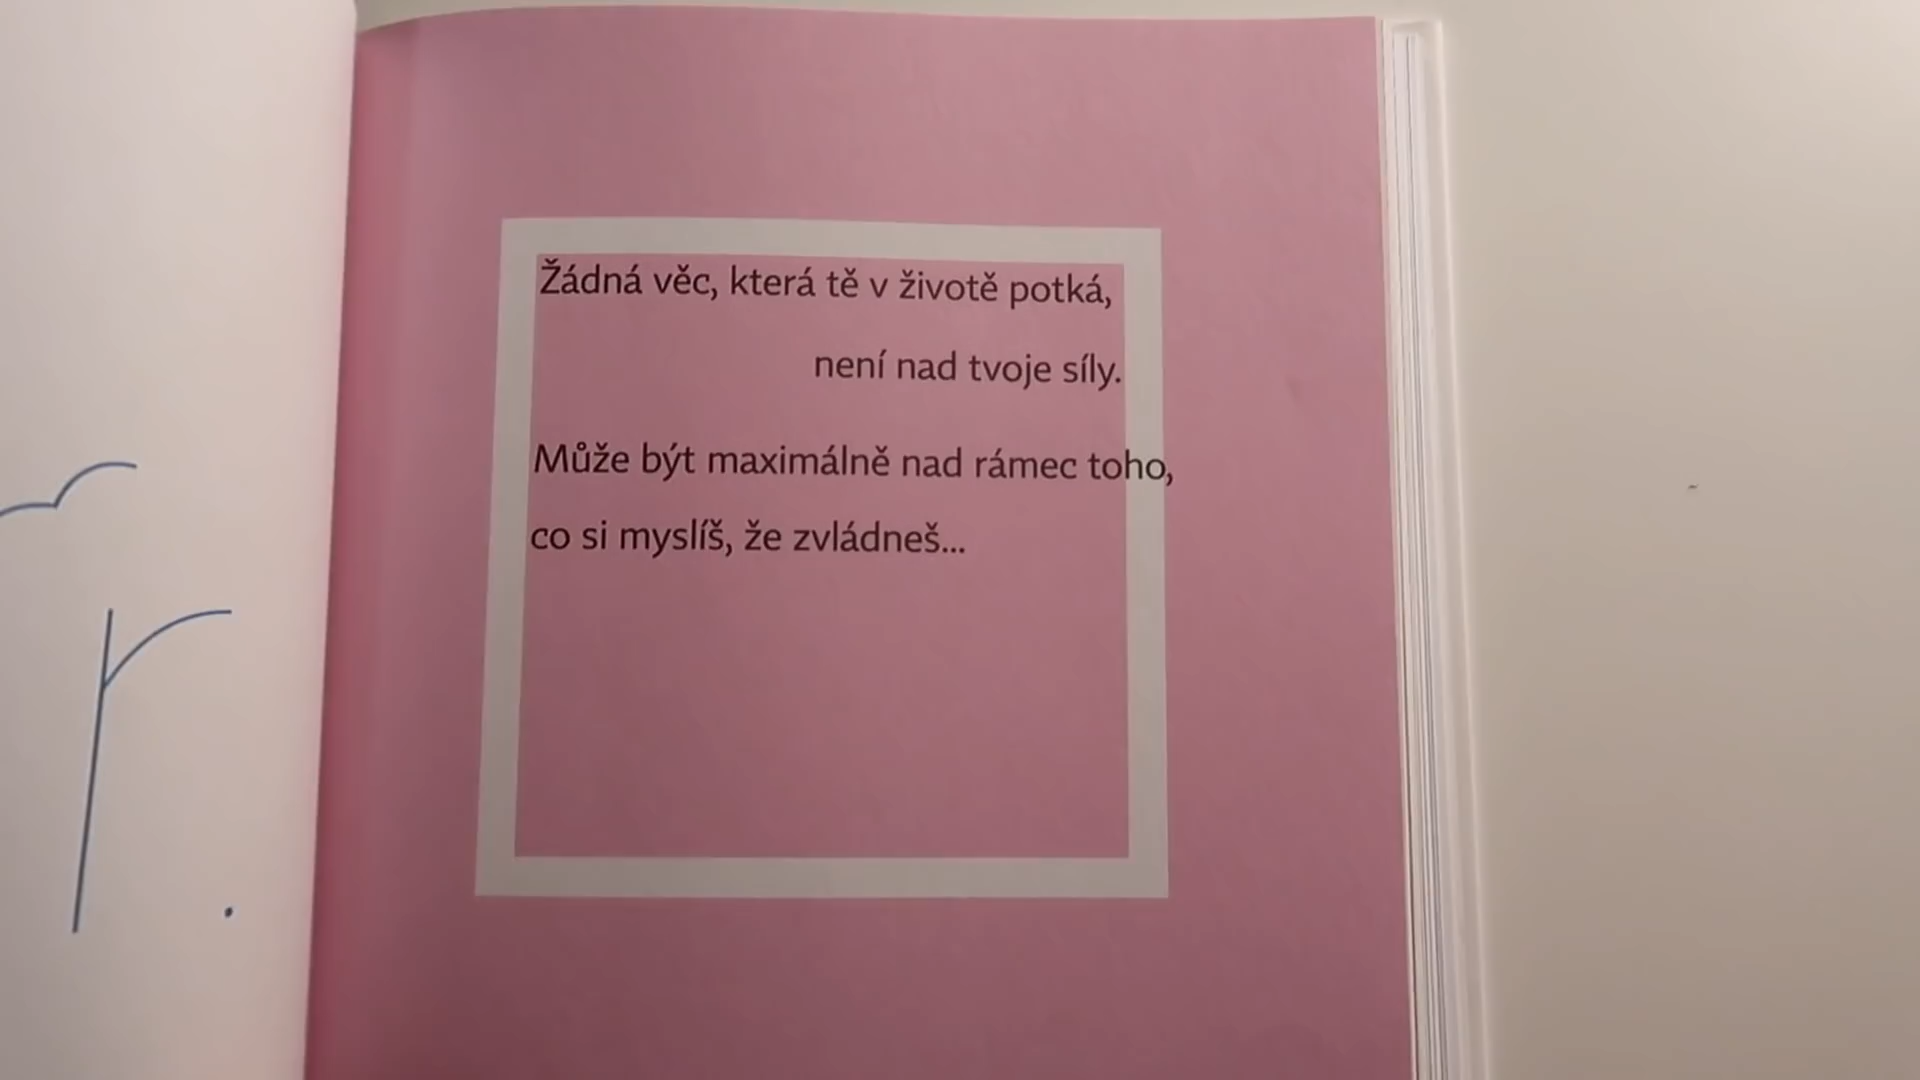 Žádná věc, která tě v životě potká,
není nad tvoje síly.
Může být maximálně nad rámec toho,
co si myslíš, že zvládneš...